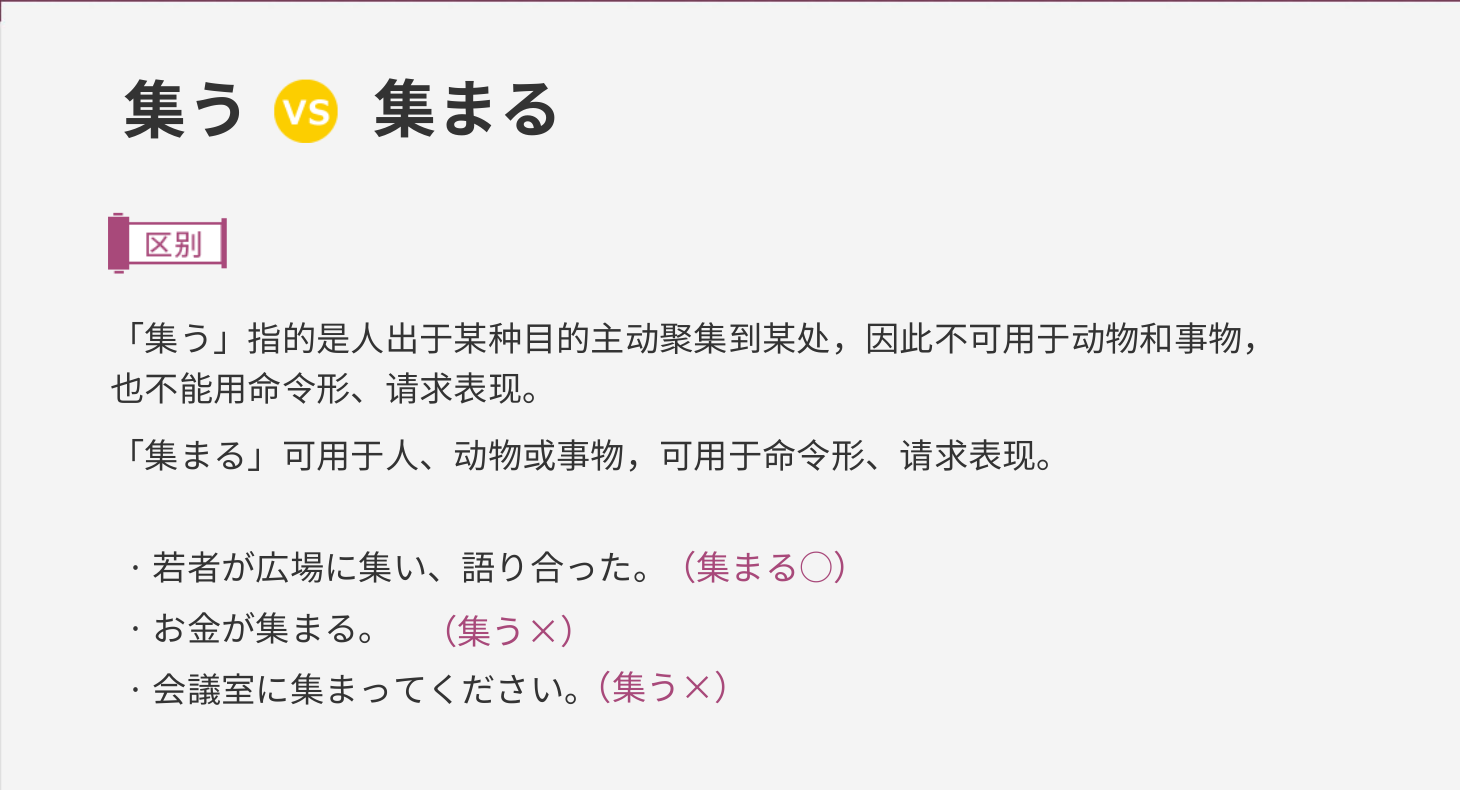 集う VS 集まる
区别
「集う」指的是人出于某种目的主动聚集到某处，因此不可用于动物和事物，
也不能用命令形、请求表现。
「集まる」可用于人、动物或事物，可用于命令形、请求表现。
・若者が広場に集い、語り合った。（集まる○）
・お金が集まる。（集う×）
・会議室に集まってください。（集う×）